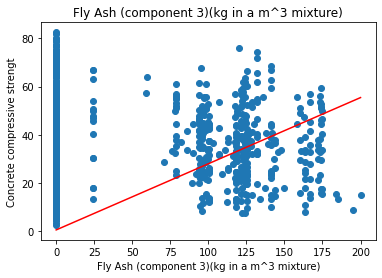 Fly Ash (component 3)(kg in a m^3 mixture)
Concrete compressive strengt
80
60
40
20
0
0 25 50 75 100 125 150 175 200
Fly Ash (component 3)(kg in a m^3 mixture)